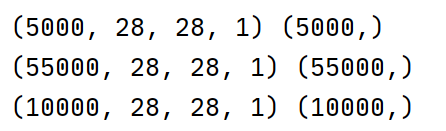 (5000, 28, 28, 1) (5000,)
(55000, 28, 28, 1) (55000,)
(10000, 28, 28, 1) (10000,)